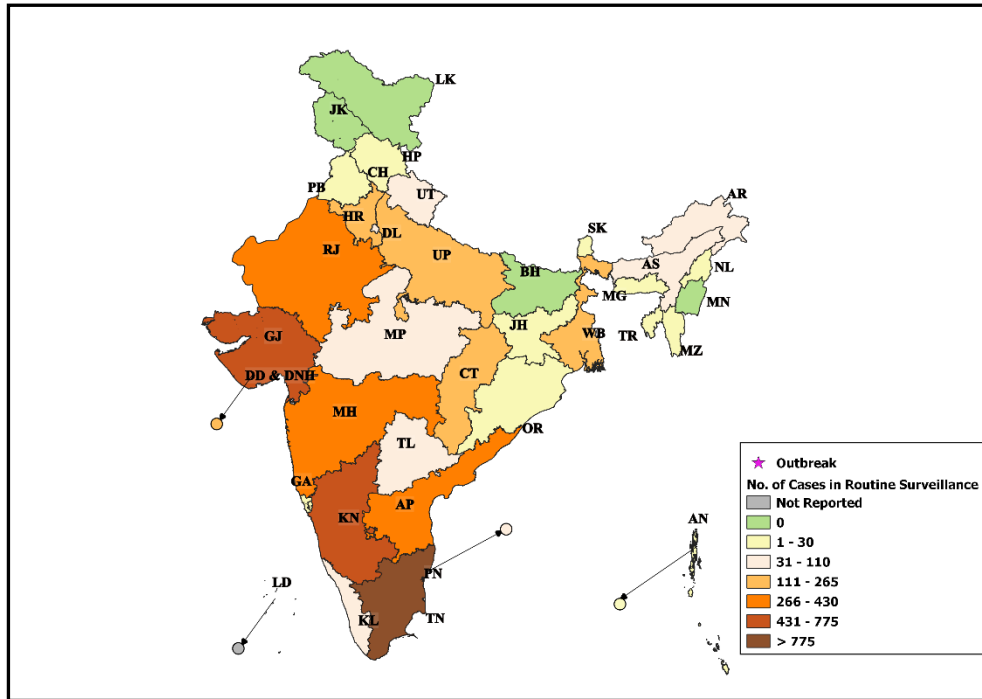 LK
JK
HP
CH
PB
UT
AR
HR
DL
SK
RJ
UP
AS
NL
BH
MG
MN
GJ
JH
TR
WB
MP
MZ
DD & DNH
CT
MH
OR
TL
GA
AP
KN
AN
PN
LD
KL
TN
Outbreak
No. of Cases in Routine Surveillance
Not Reported
0
1 - 30
31 - 110
111 - 265
266 - 430
431 - 775
> 775